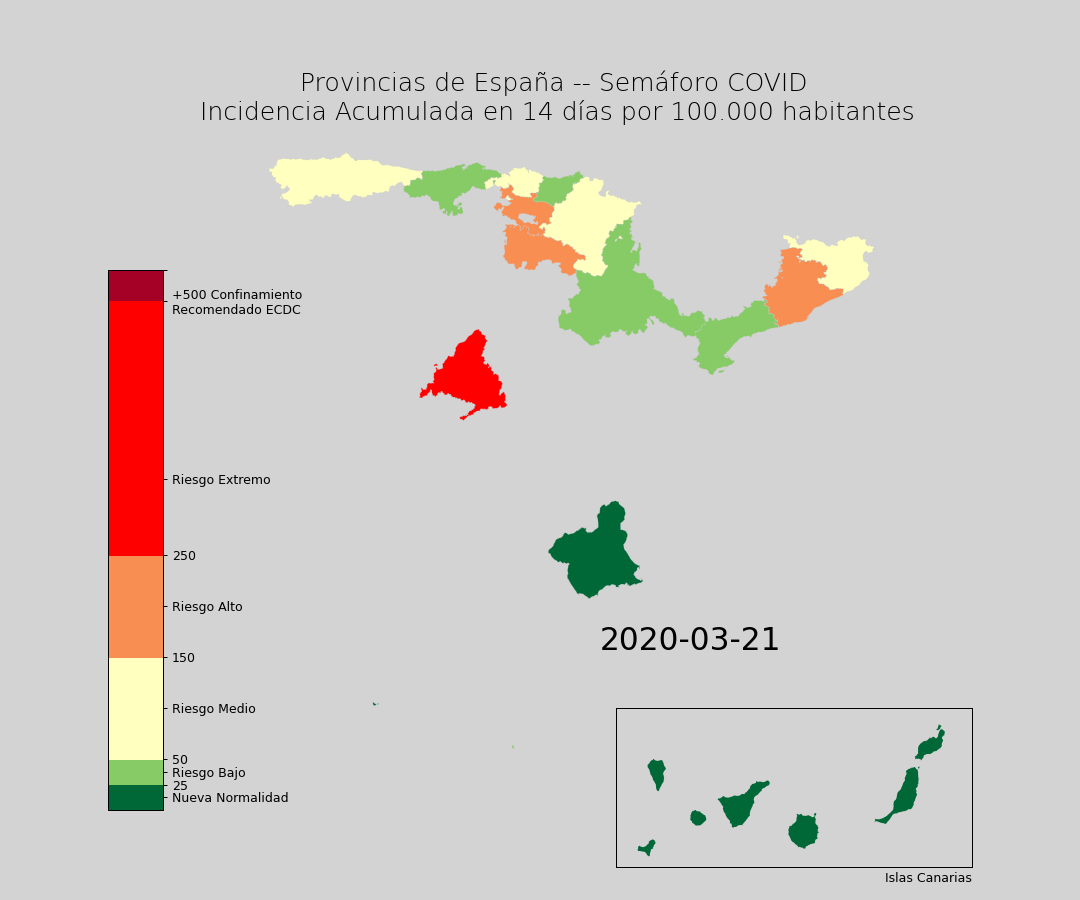 Provincias de España -- Semáforo COVID
Incidencia Acumulada en 14 días por 100.000 habitantes
+500 Confinamiento
Recomendado ECDC
Riesgo Extremo
250
Riesgo Alto
150
Riesgo Medio
50
Riesgo Bajo
25
Nueva Normalidad
2020-03-21
Islas Canarias